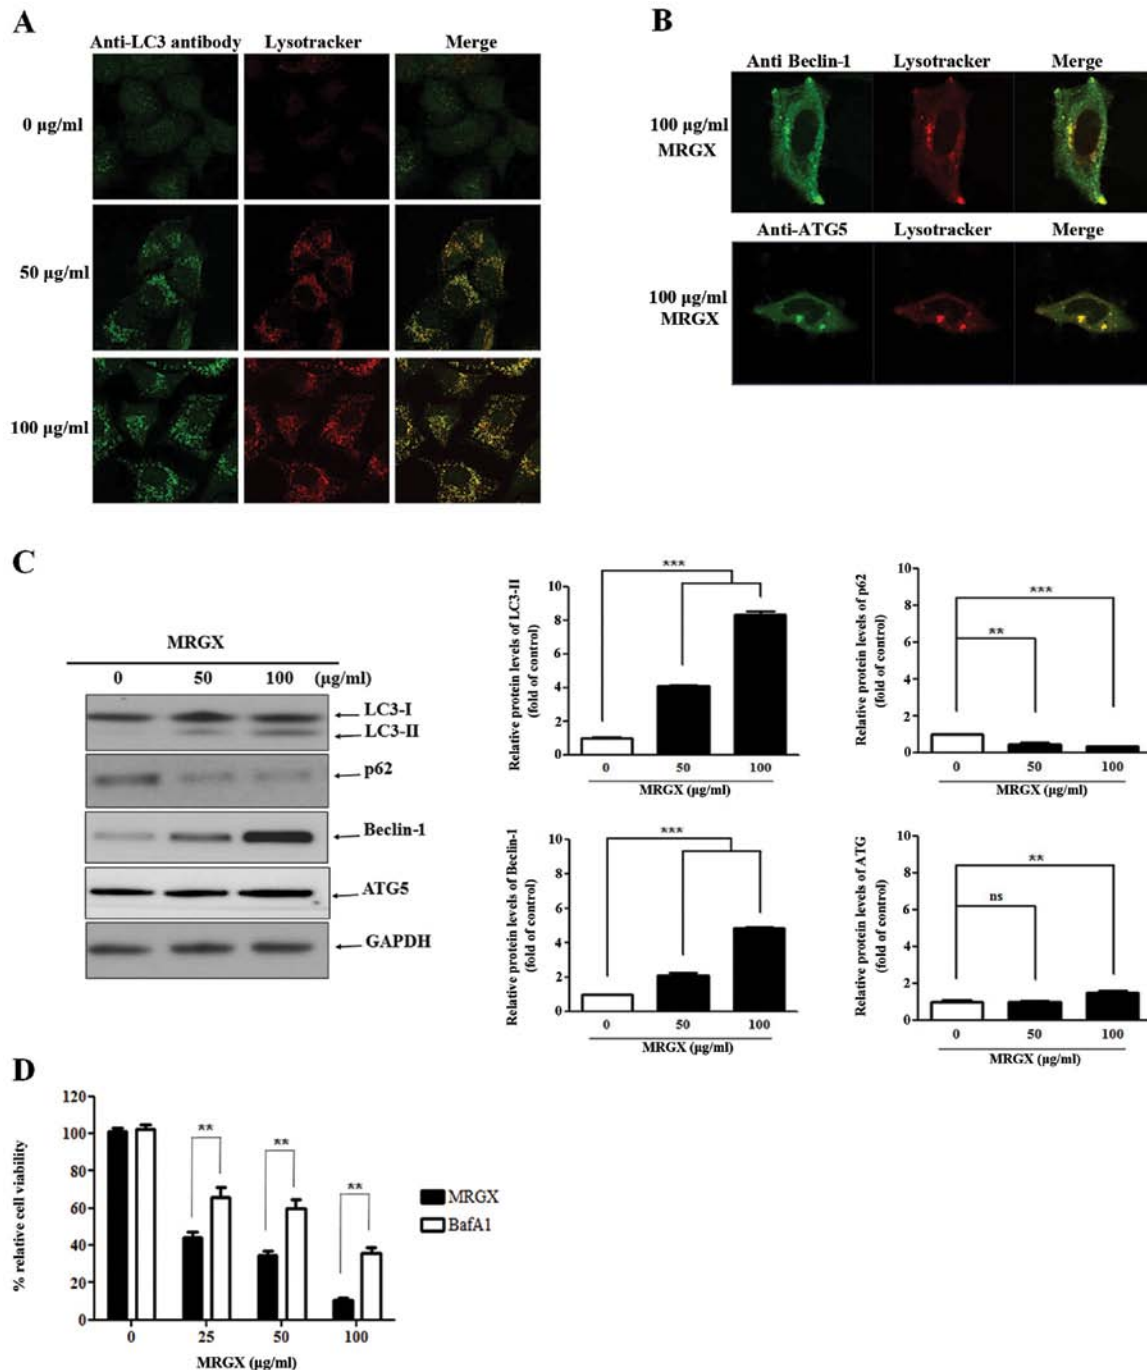 A
Anti-LC3 antibody Lysotracker Merge
0 µg/ml
50 µg/ml
100 µg/ml
B
Anti Beclin-1 Lysotracker Merge
100 µg/ml
MRGX
Anti-ATG5 Lysotracker Merge
100 µg/ml
MRGX
C
MRGX
0 50 100 (µg/ml)
LC3-I
LC3-II
p62
Beclin-1
ATG5
GAPDH
Relative protein levels of LC3-II
(fold of control)
10
8
6
4
2
0
***
0 50 100
MRGX (µg/ml)
Relative protein levels of p62
(fold of control)
10
8
6
4
2
0
***
**
0 50 100
MRGX (µg/ml)
Relative protein levels of Beclin-1
(fold of control)
10
8
6
4
2
0
***
0 50 100
MRGX (µg/ml)
Relative protein levels of ATG
(fold of control)
10
8
6
4
2
0
**
ns
0 50 100
MRGX (µg/ml)
D
% relative cell viability
120
100
80
60
40
20
0
**
**
**
0 25 50 100
MRGX (µg/ml)
MRGX
BafA1